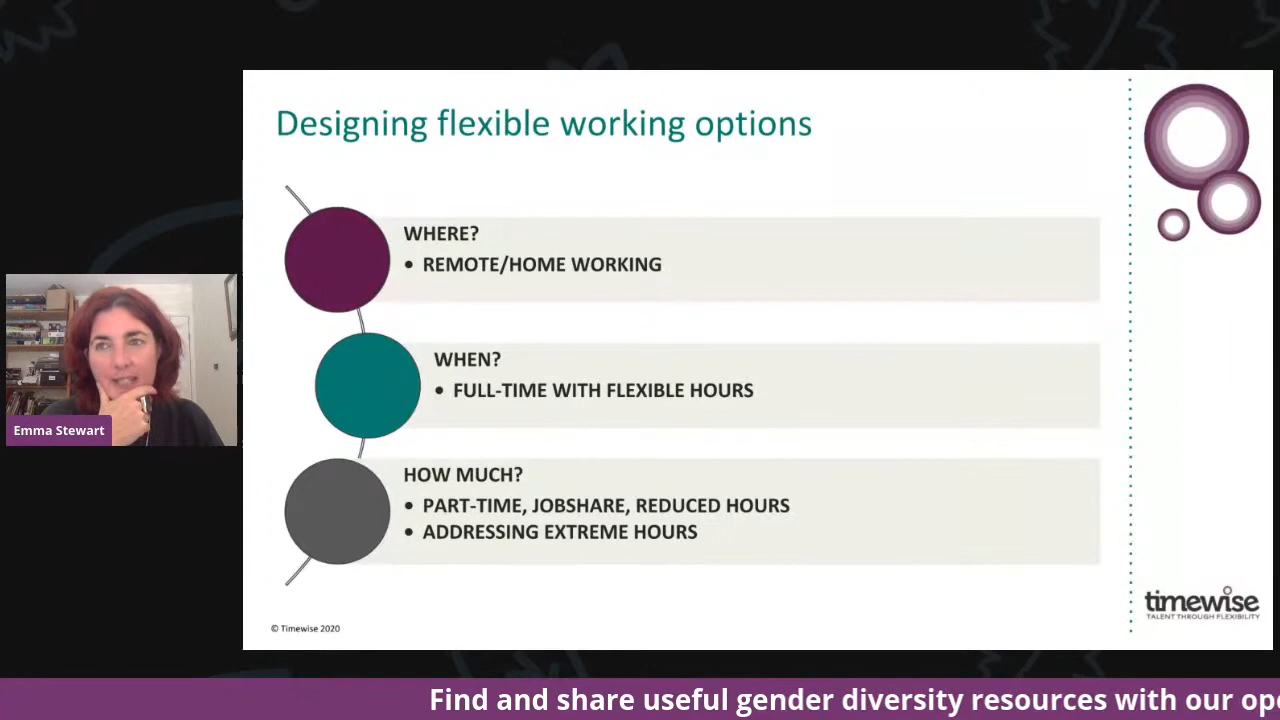 Designing flexible working options
WHERE?
• REMOTE/HOME WORKING
WHEN?
• FULL-TIME WITH FLEXIBLE HOURS
HOW MUCH?
• PART-TIME, JOBSHARE, REDUCED HOURS
• ADDRESSING EXTREME HOURS
© Timewise 2020
timewise
TALENT THROUGH FLEXIBILITY
Emma Stewart
Find and share useful gender diversity resources with our op